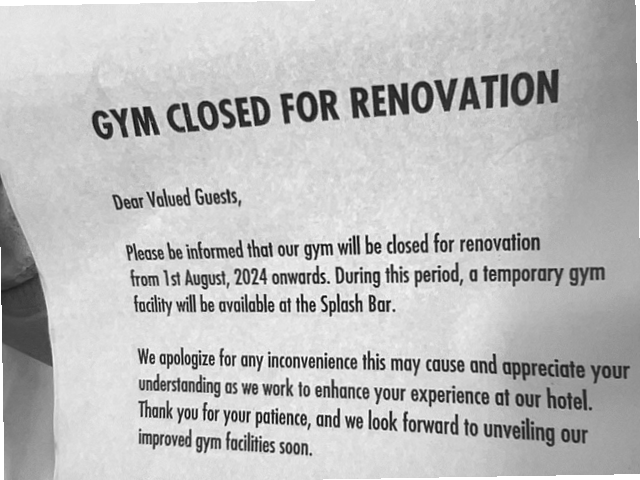 GYM CLOSED FOR RENOVATION
Dear Valued Guests,
Please be informed that our gym will be closed for renovation
from 1st August, 2024 onwards. During this period, a temporary gym
facility will be available at the Splash Bar.
We apologize for any inconvenience this may cause and appreciate your
understanding as we work to enhance your experience at our hotel.
Thank you for your patience, and we look forward to unveiling our
improved gym facilities soon.